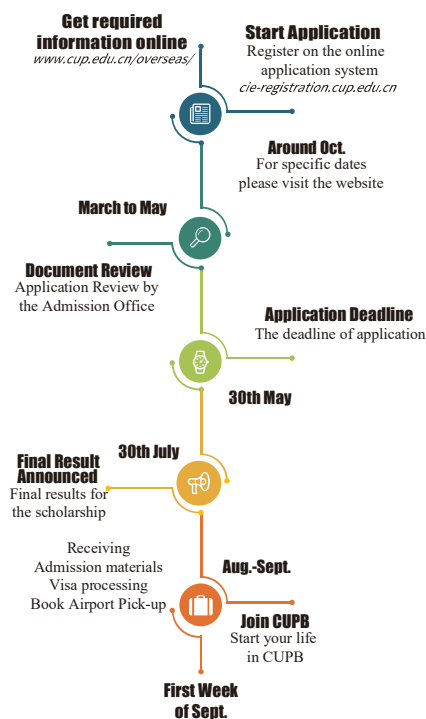 Get required
information online
www.cup.edu.cn/overseas/
Start Application
Register on the online
application system
cie-registration.cup.edu.cn
Around Oct.
For specific dates
please visit the website
March to May
Document Review
Application Review by
the Admission Office
Application Deadline
The deadline of application
30th May
30th July
Final Result
Announced
Final results for
the scholarship
Receiving
Admission materials
Visa processing
Book Airport Pick-up
Aug.-Sept.
Join CUPB
Start your life
in CUPB
First Week
of Sept.